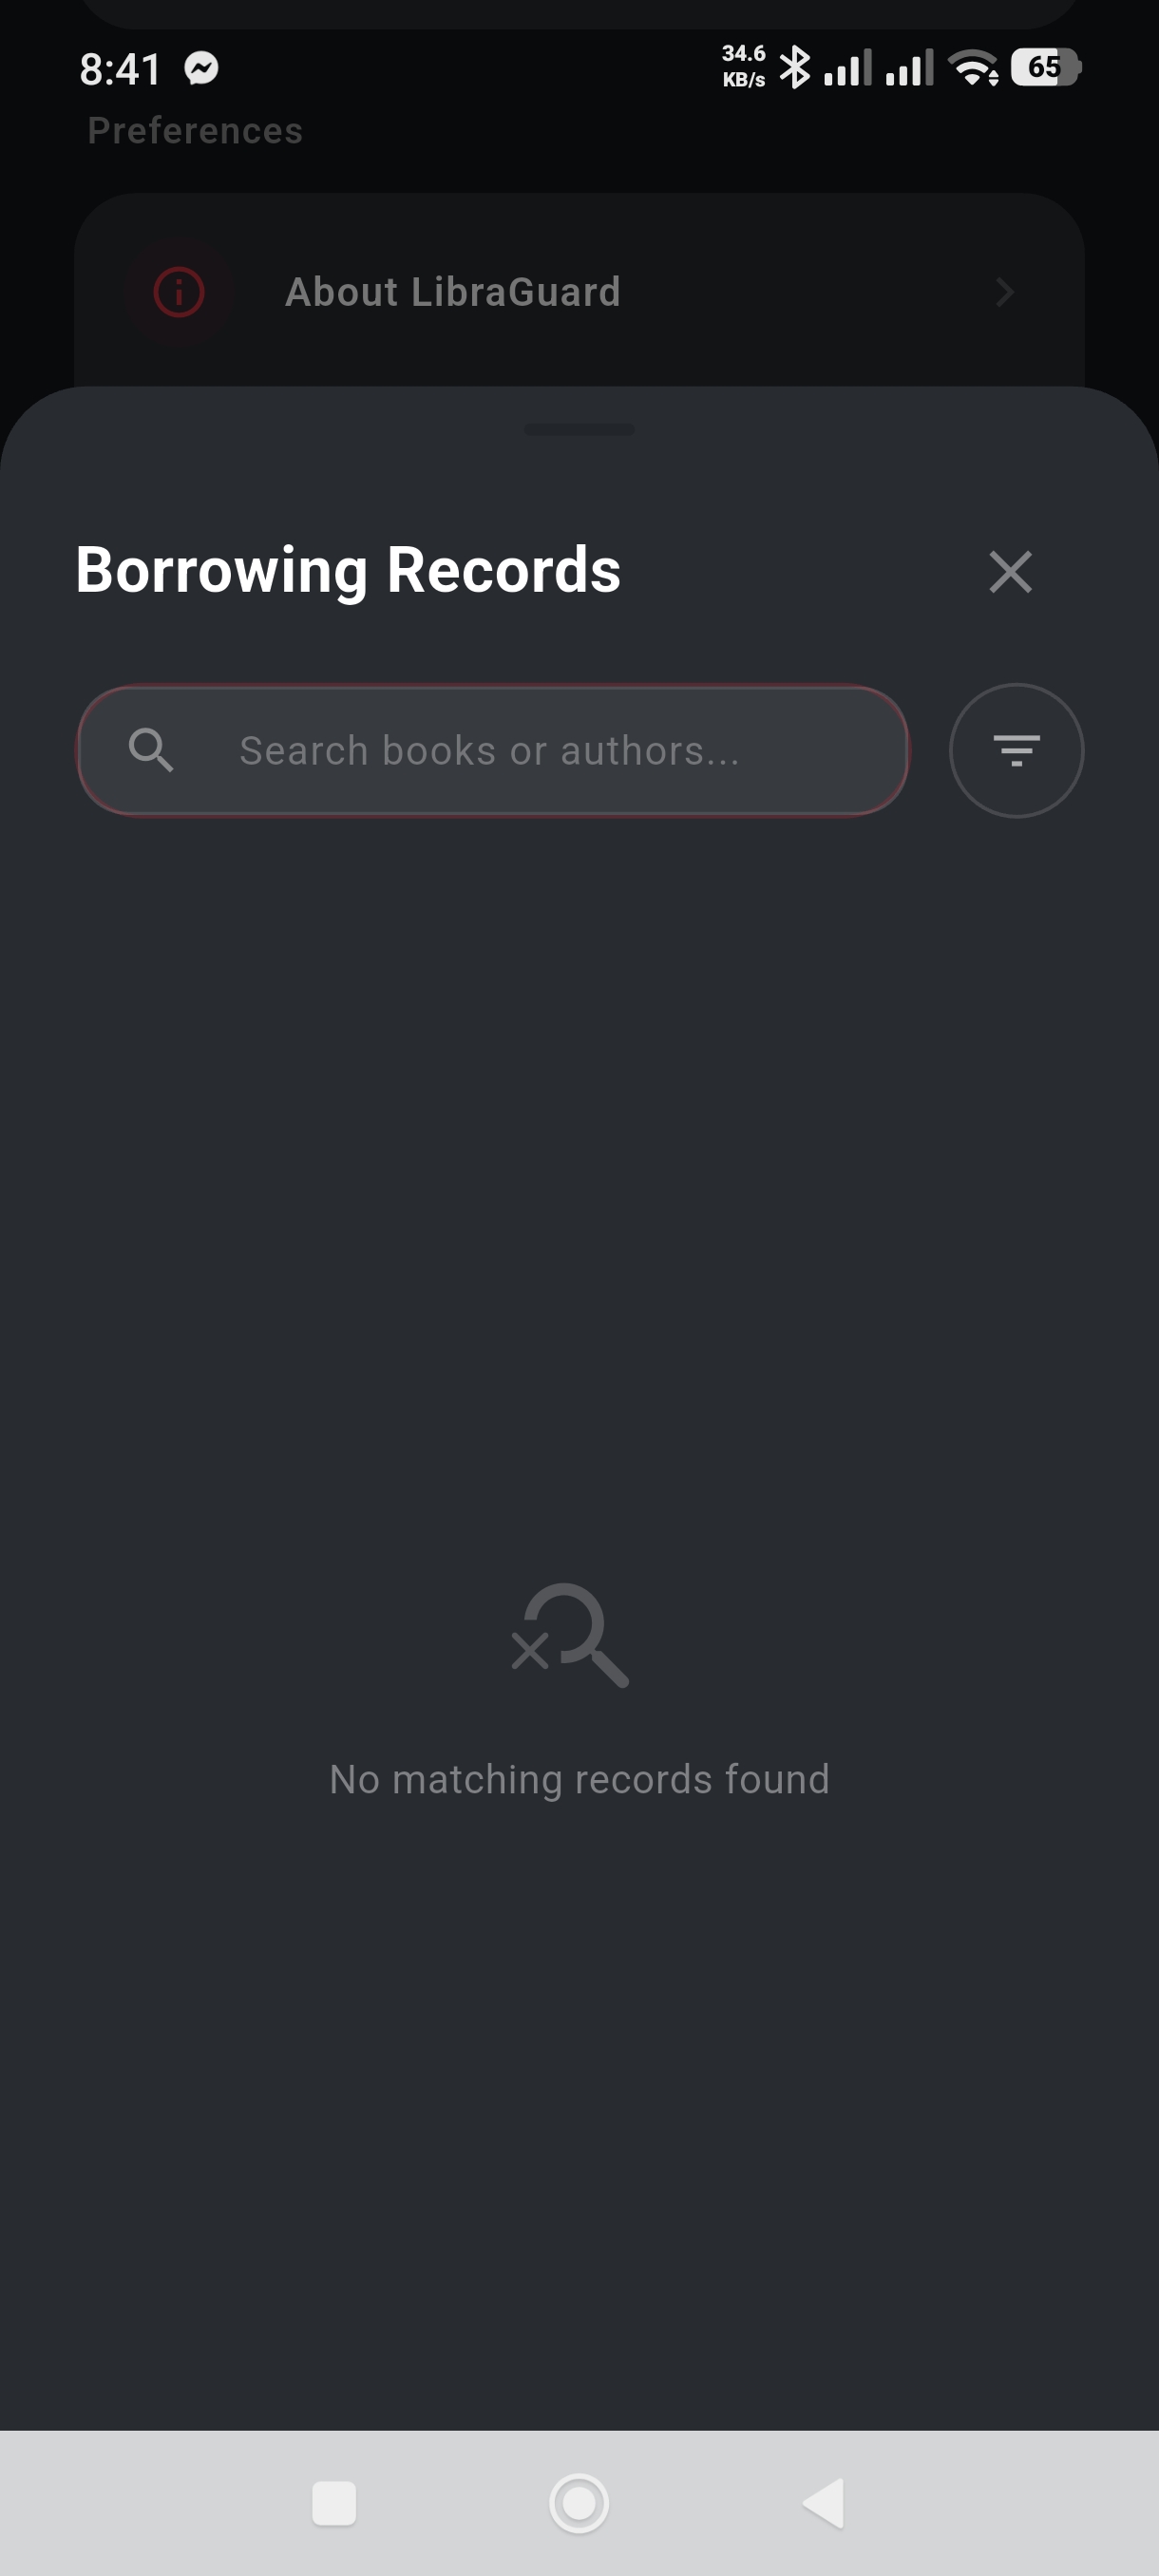 8:41
34.6
KB/s
65
Preferences
About LibraGuard
Borrowing Records
Search books or authors...
No matching records found